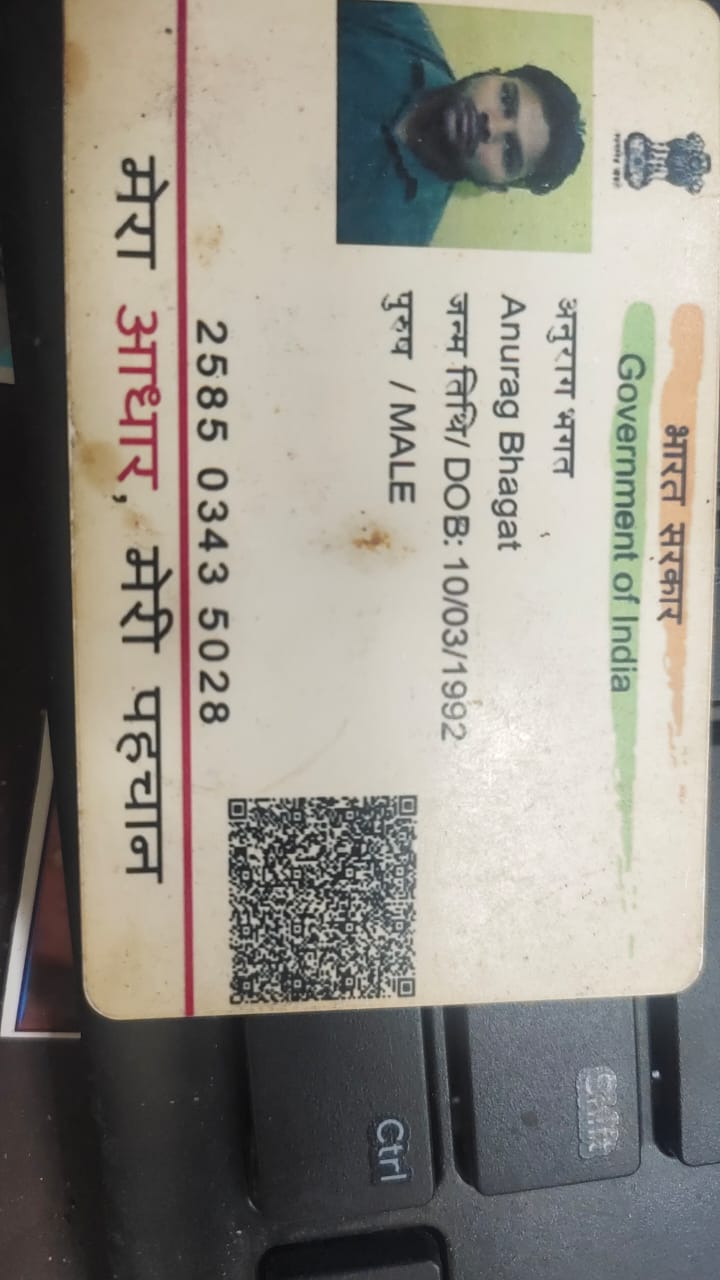 भारत सरकार
Government of India
अनुराग भगत
Anurag Bhagat
जन्म तिथि/ DOB: 10/03/1992
पुरुष / MALE
2585 0343 5028
मेरा आधार, मेरी पहचान
Ctrl
Shift